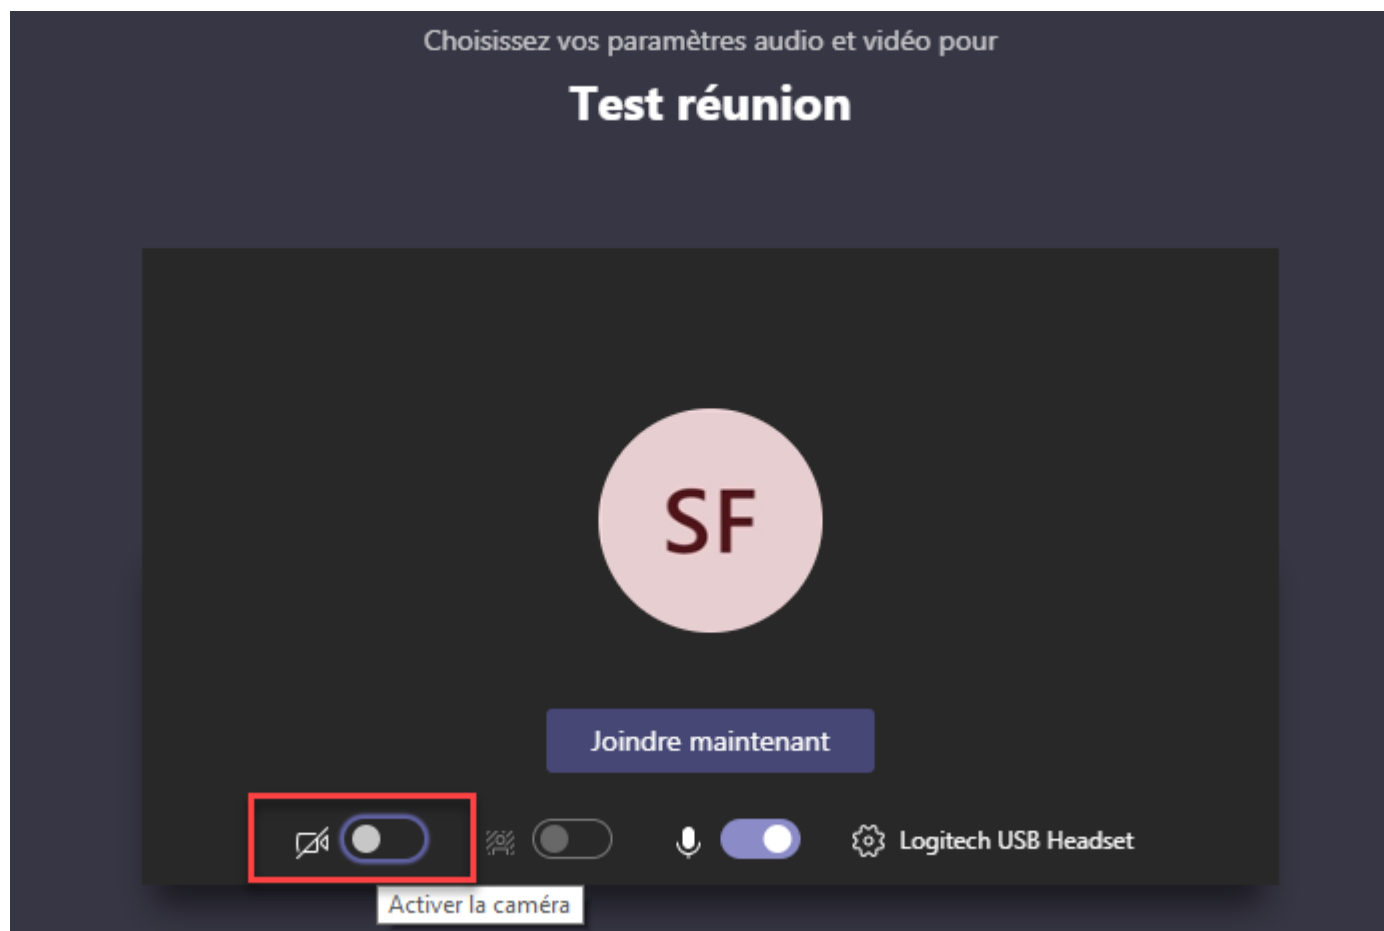 Choisissez vos paramètres audio et vidéo pour
Test réunion
SF
Joindre maintenant
Logitech USB Headset
Activer la caméra